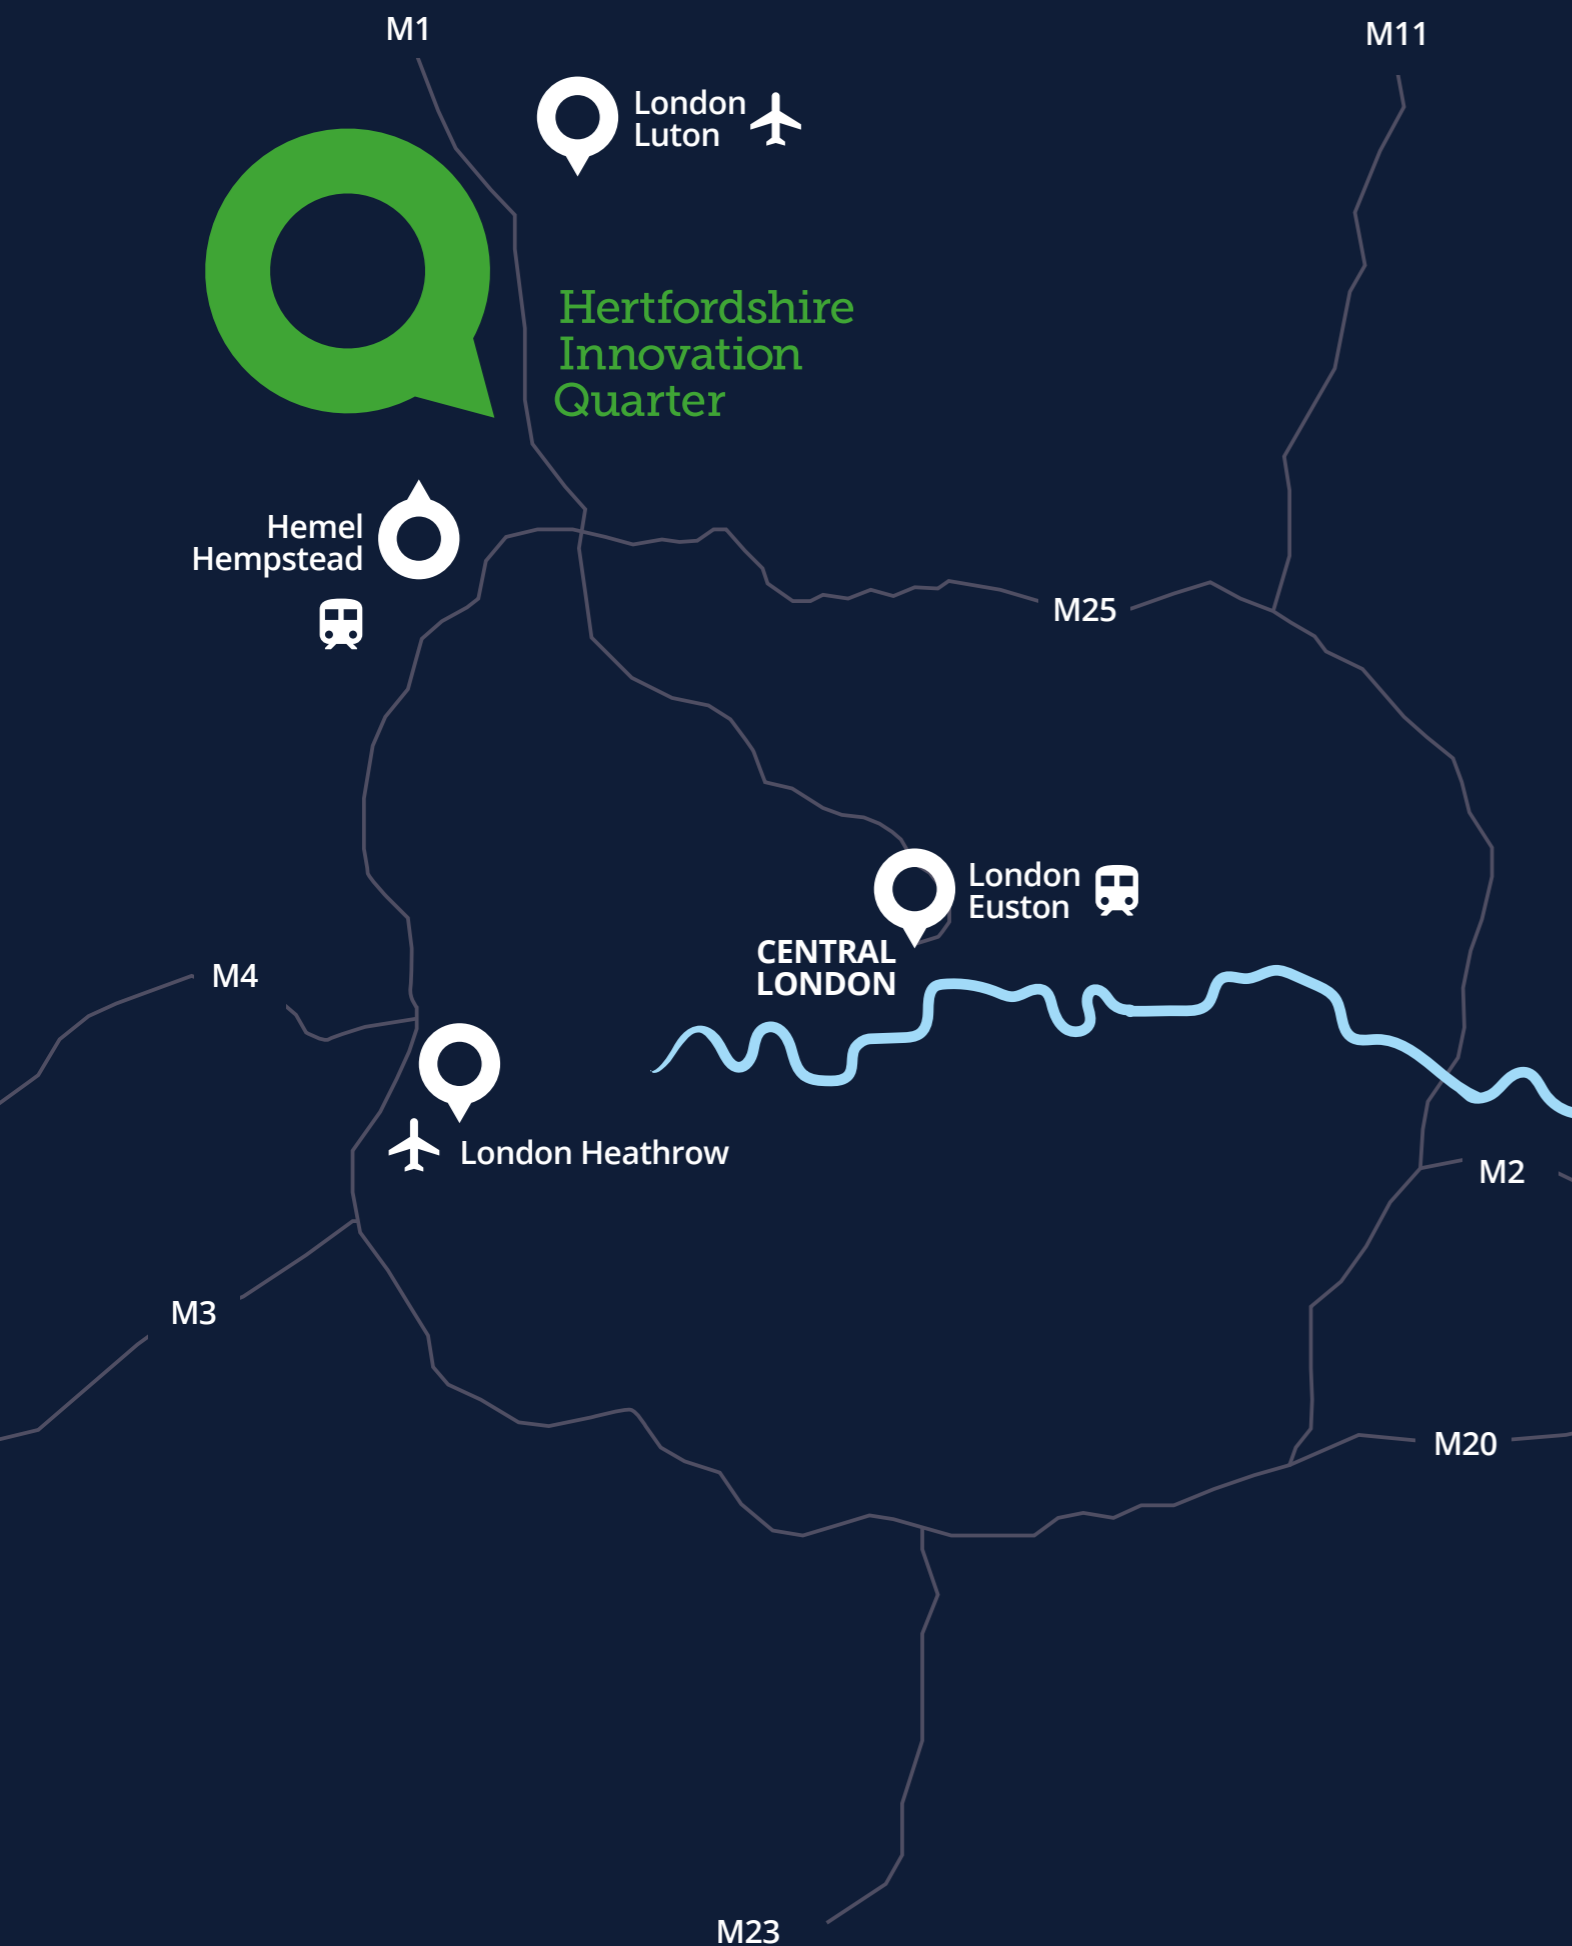 M1
M11
London
Luton
Hertfordshire
Innovation
Quarter
Hemel
Hempstead
M25
London
Euston
CENTRAL
LONDON
M4
London Heathrow
M2
M3
M20
M23